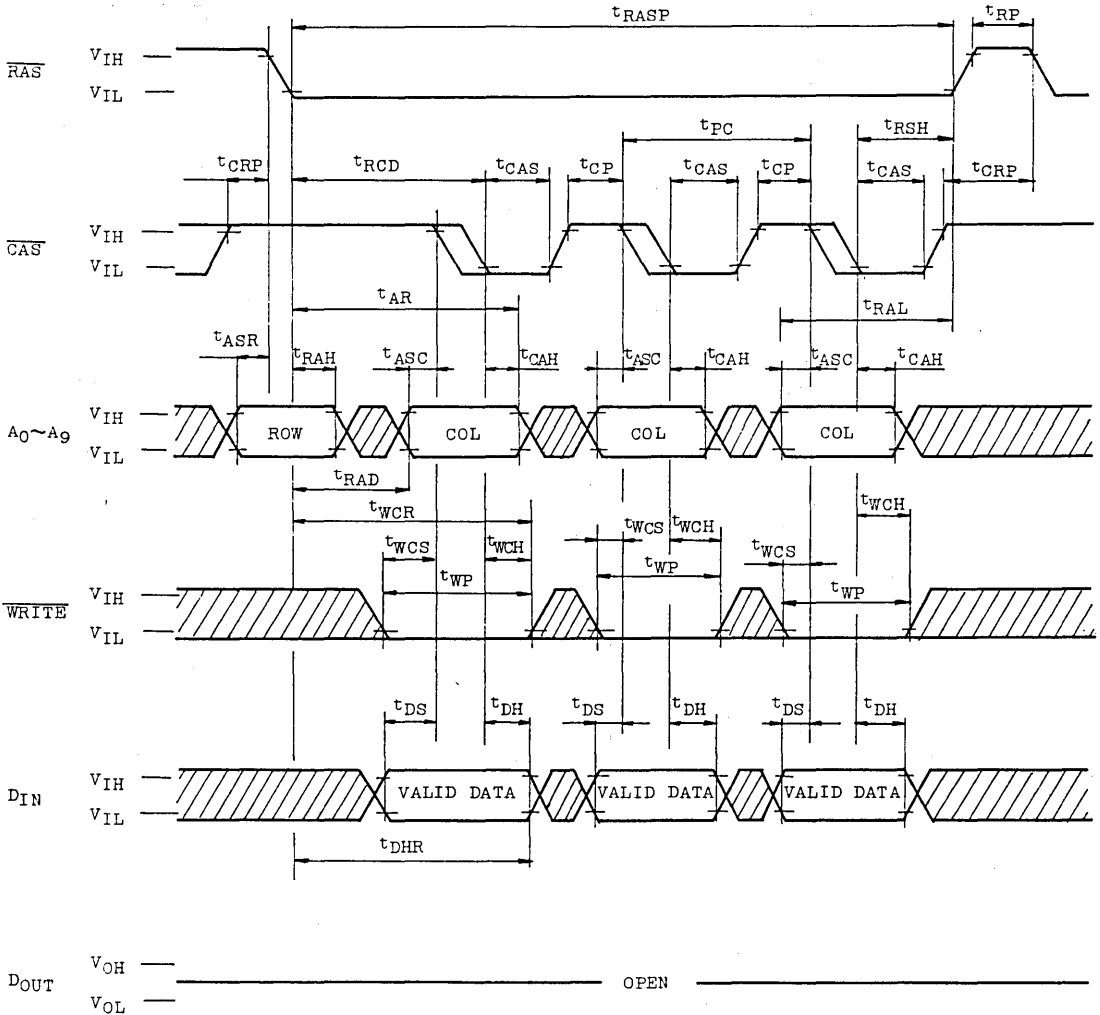 tRASP
tRP
RAS
VIH
VIL
tPC
tRSH
tCRP
tRCD
tCAS
tCP
tCAS
tCP
tCAS
tCRP
CAS
VIH
VIL
tAR
tRAL
tASR
tRAH
tASC
tCAH
tASC
tCAH
tASC
tCAH
A0~A9
VIH
VIL
ROW
COL
COL
COL
tRAD
tWCR
tWCS
tWCH
tWCS
tWCH
tWCS
tWCH
tWP
tWP
tWP
WRITE
VIH
VIL
tDS
tDH
tDS
tDH
tDS
tDH
DIN
VIH
VIL
VALID DATA
VALID DATA
VALID DATA
tDHR
DOUT
VOH
VOL
OPEN